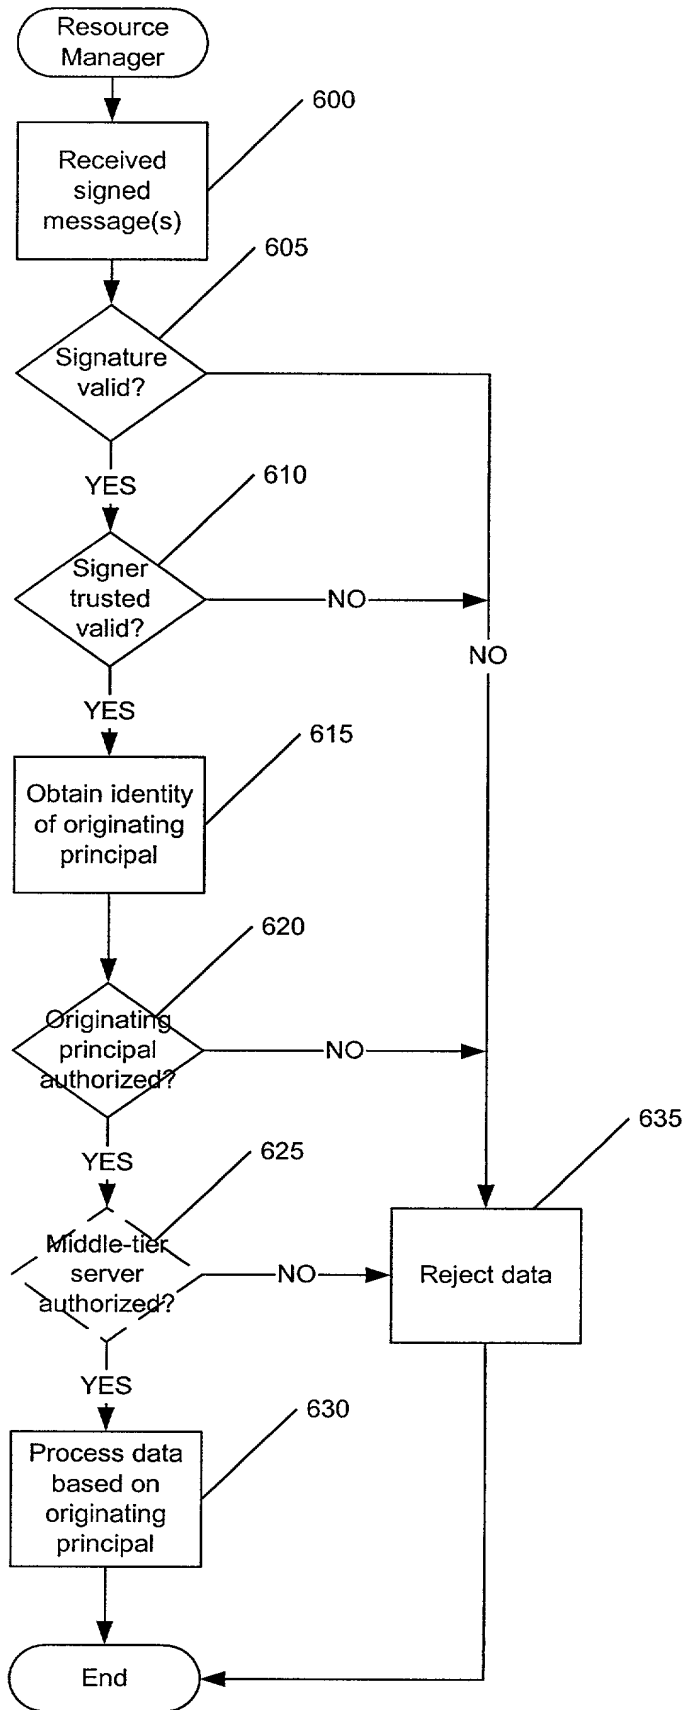 Resource
Manager
600
Received
signed
message(s)
605
Signature
valid?
YES
610
Signer
trusted
valid?
NO
NO
YES
615
Obtain identity
of originating
principal
620
Originating
principal
authorized?
NO
YES
625
635
Middle-tier
server
authorized?
NO
Reject data
YES
630
Process data
based on
originating
principal
End